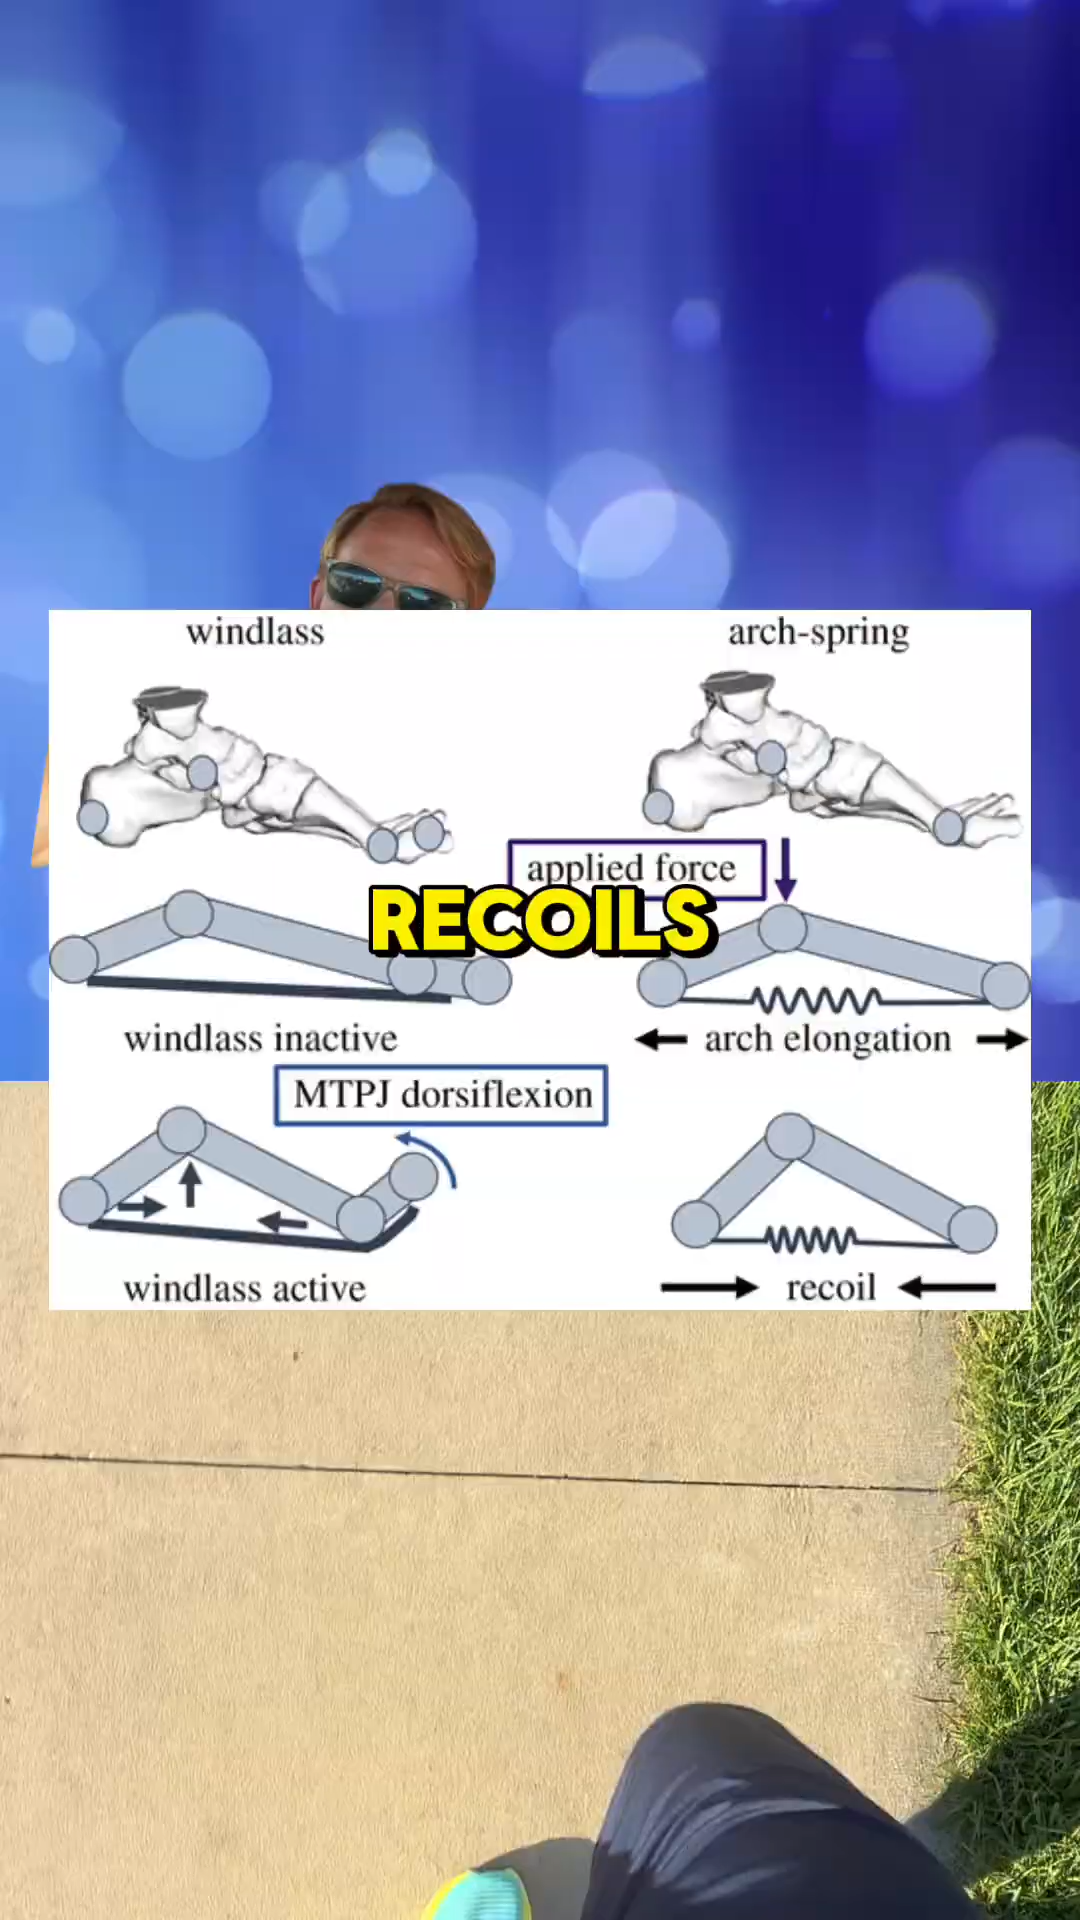 windlass
arch-spring
applied force
RECOILS
windlass inactive
arch elongation
MTPJ dorsiflexion
windlass active
recoil